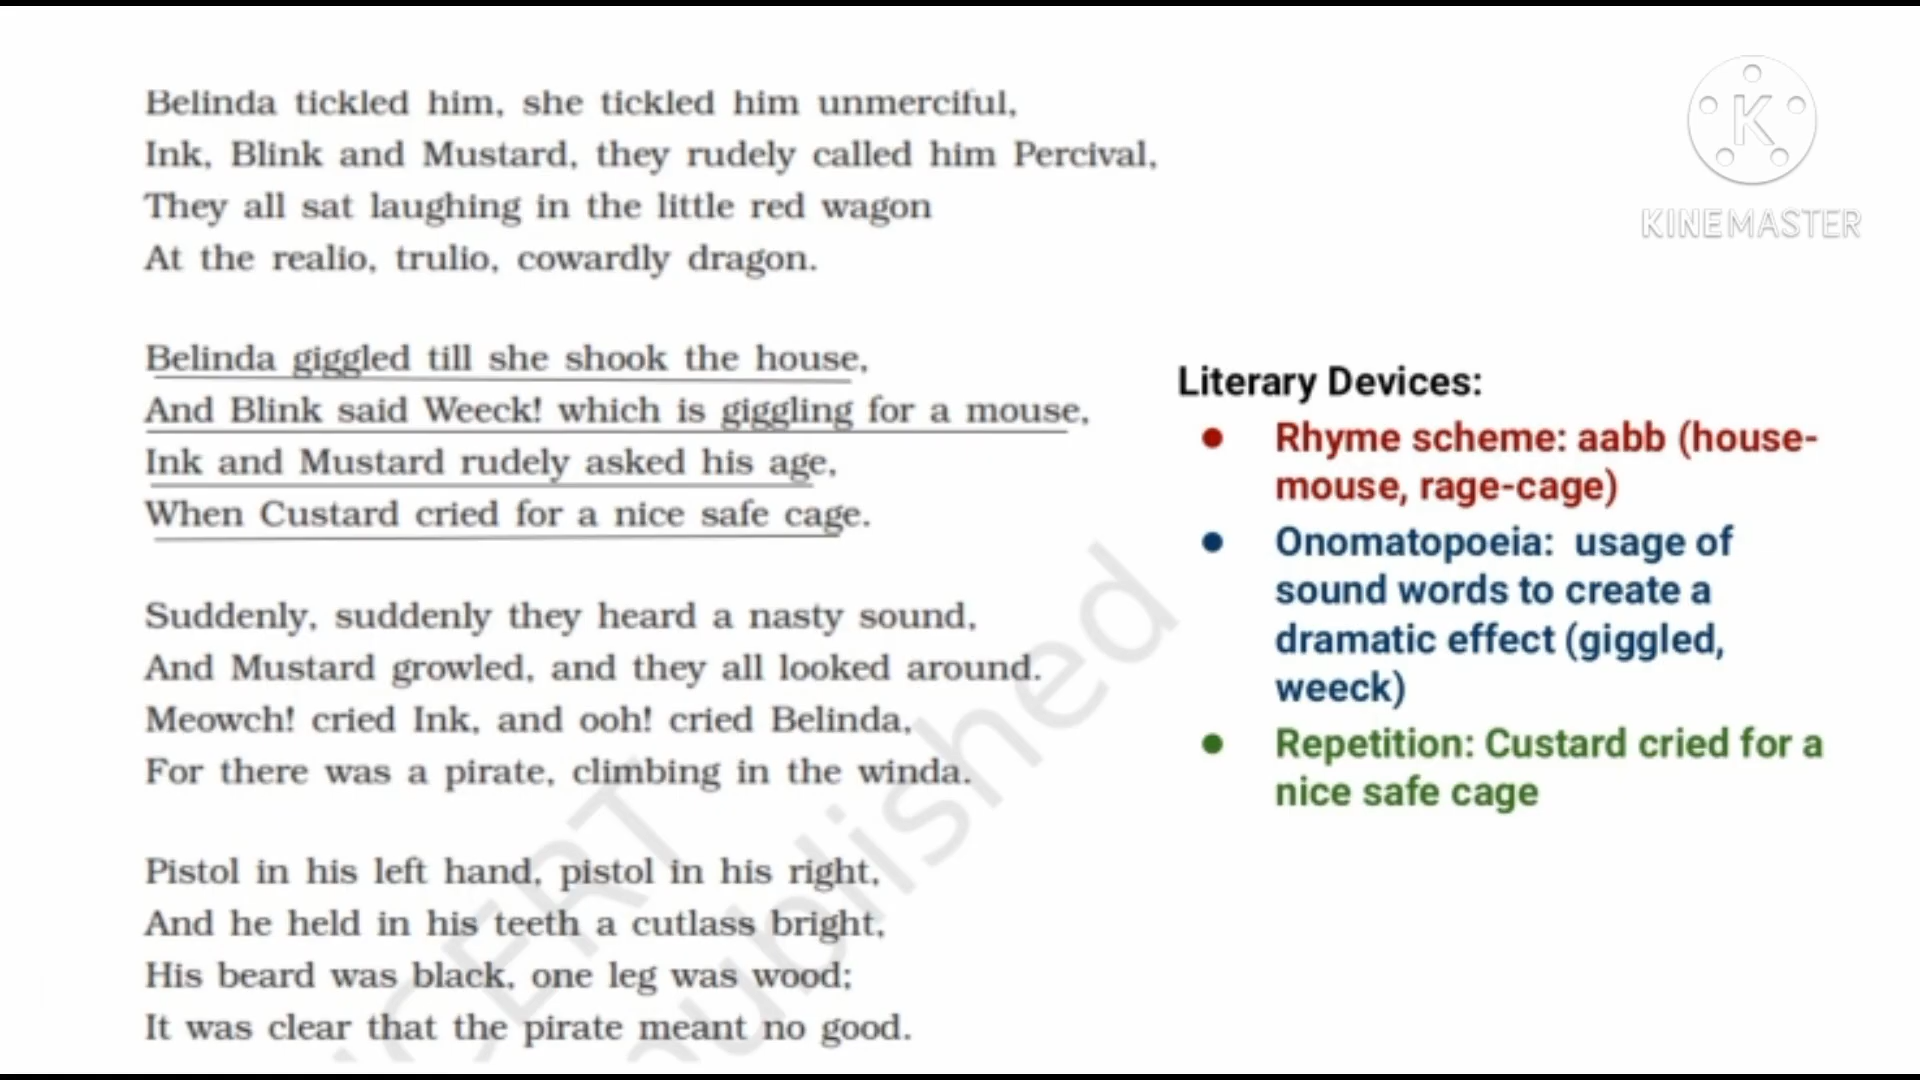 Belinda tickled him, she tickled him unmerciful,
Ink, Blink and Mustard, they rudely called him Percival,
They all sat laughing in the little red wagon
At the realio, trulio, cowardly dragon.
Belinda giggled till she shook the house,
And Blink said Weeck! which is giggling for a mouse,
Ink and Mustard rudely asked his age,
When Custard cried for a nice safe cage.
Suddenly, suddenly they heard a nasty sound,
And Mustard growled, and they all looked around.
Meowch! cried Ink, and ooh! cried Belinda,
For there was a pirate, climbing in the winda.
Pistol in his left hand, pistol in his right,
And he held in his teeth a cutlass bright,
His beard was black, one leg was wood;
It was clear that the pirate meant no good.
K
KINEMASTER
Literary Devices:
● Rhyme scheme: aabb (house-
mouse, rage-cage)
● Onomatopoeia: usage of
sound words to create a
dramatic effect (giggled,
weeck)
● Repetition: Custard cried for a
nice safe cage